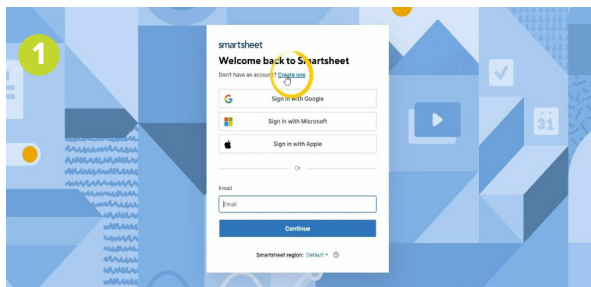 1
smartsheet
Welcome back to Smartsheet
Don't have an account? Create one
Sign in with Google
Sign in with Microsoft
Sign in with Apple
Or
Email
Email
Continue
Smartsheet region: Default
31